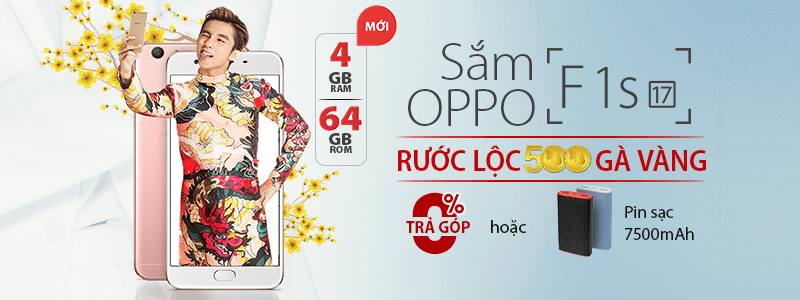 MỚI
4
GB
RAM
64
GB
ROM
Sắm
OPPO
F1s 17
RƯỚC LỘC 500 GÀ VÀNG
0%
TRẢ GÓP
hoặc
Pin sạc
7500mAh